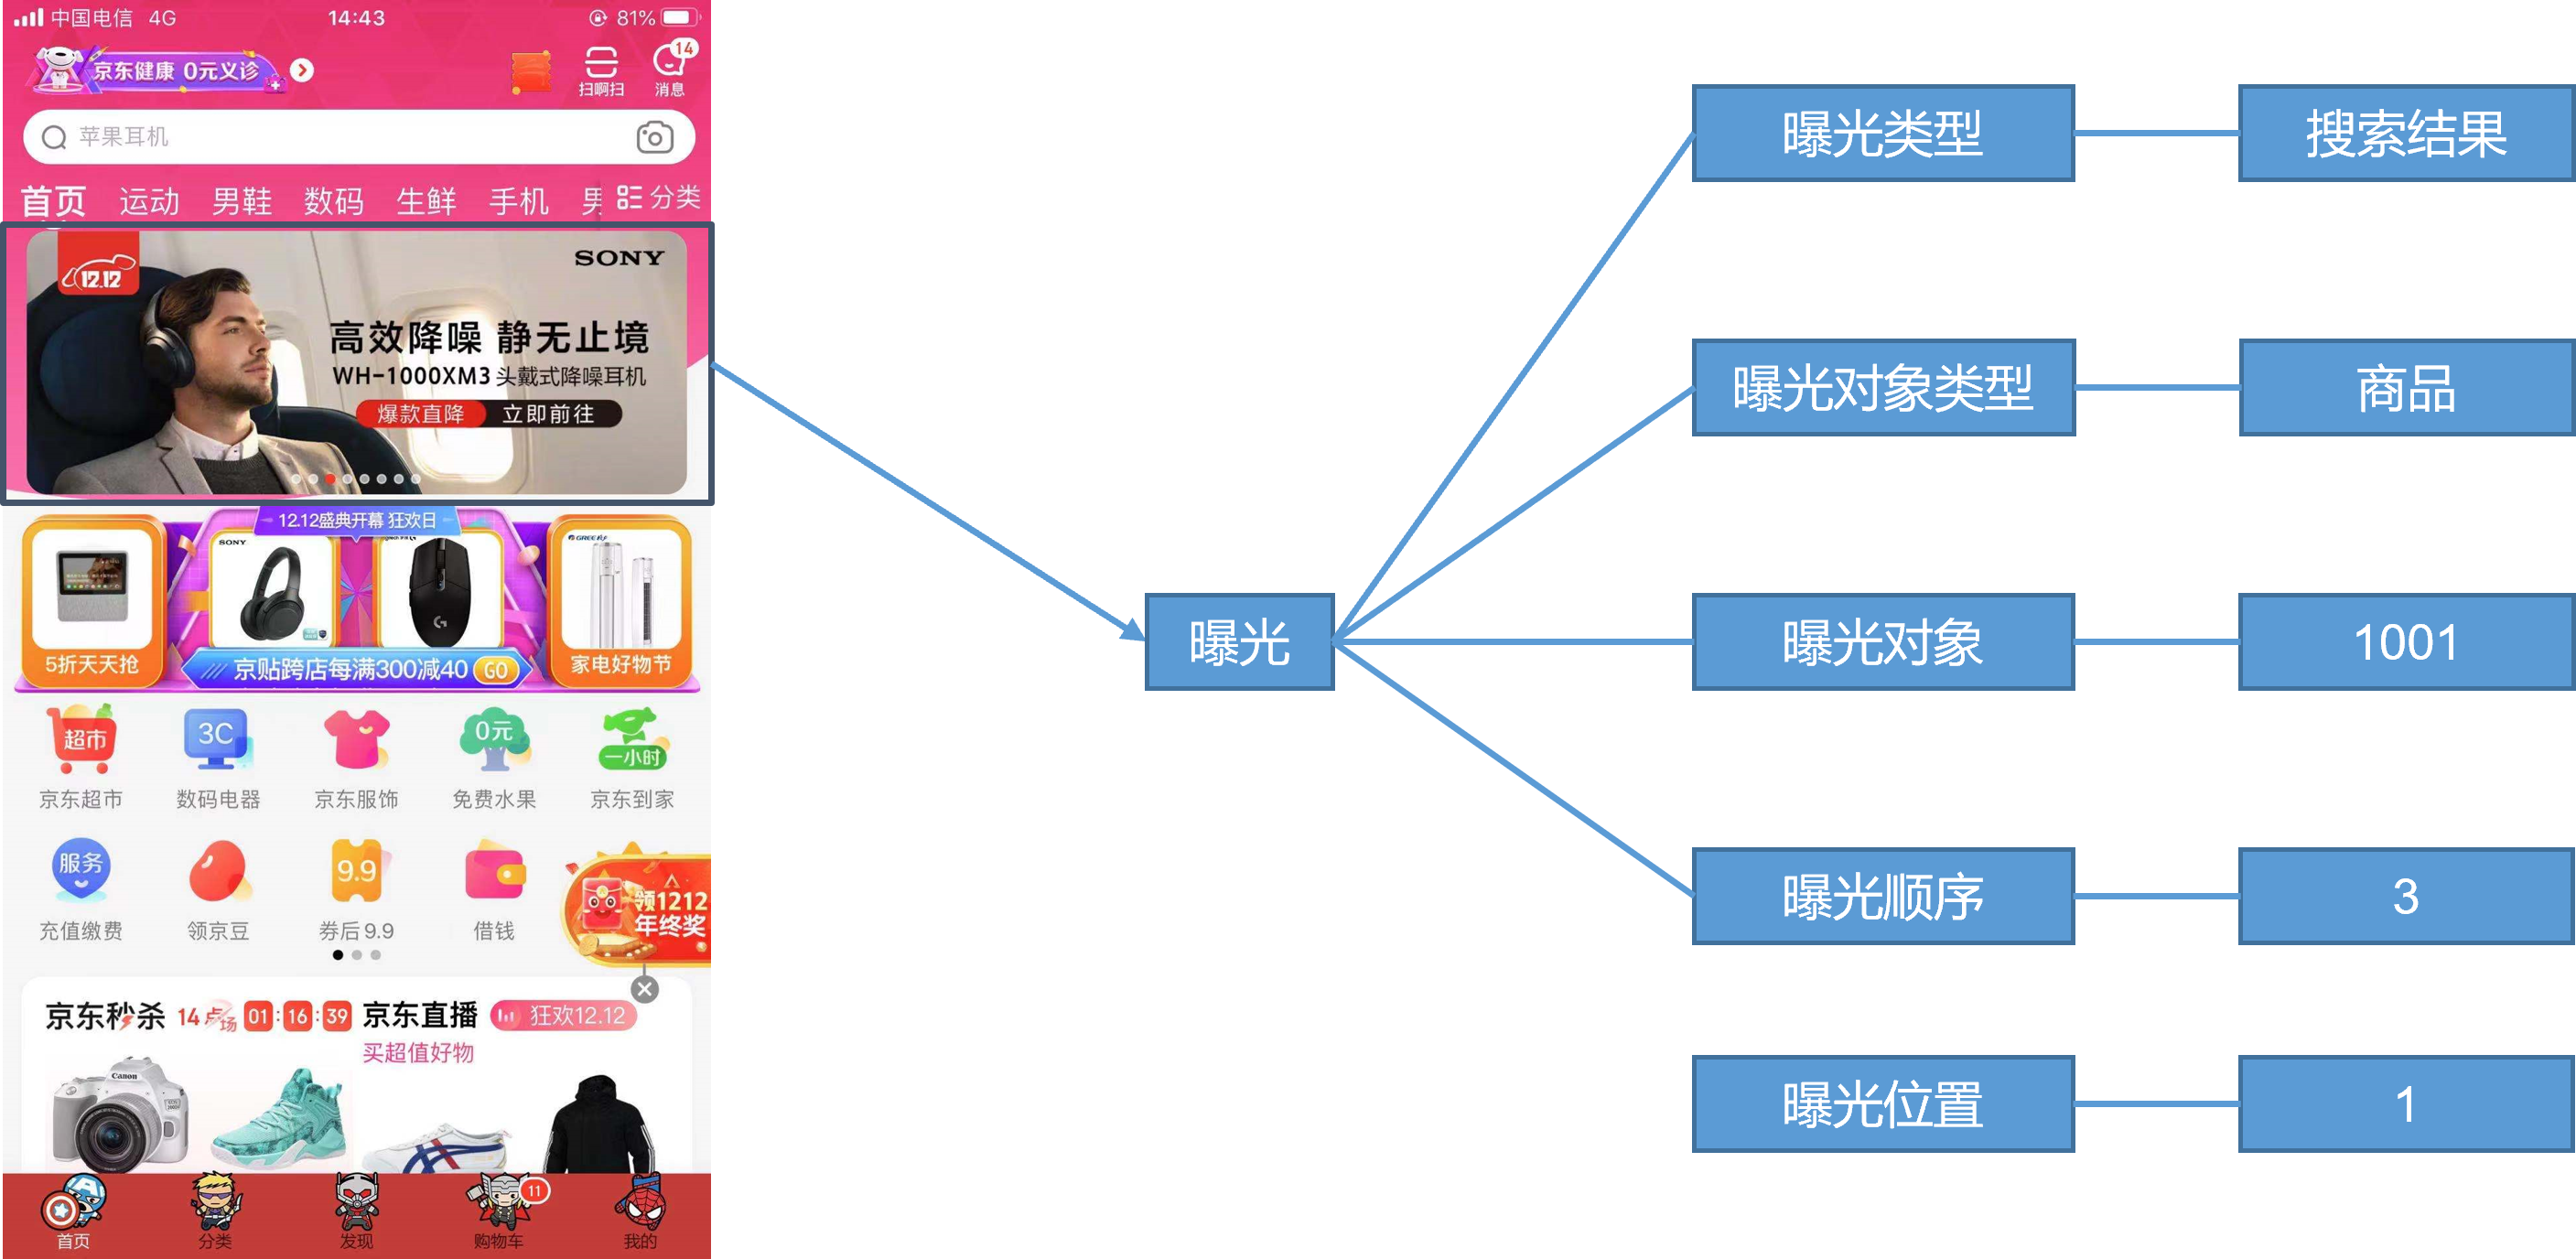 中国电信 4G 14:43 81%
京东健康 0元义诊
扫啊扫 消息 14
苹果耳机
首页 运动 男鞋 数码 生鲜 手机 男 分类
12.12
SONY
高效降噪 静无止境
WH-1000XM3 头戴式降噪耳机
爆款直降 立即前往
12.12盛典开幕 狂欢日
SONY
GREE
5折天天抢
京贴跨店每满300减40 GO
家电好物节
超市 3C 0元 一小时
京东超市 数码电器 京东服饰 免费水果 京东到家
服务 9.9
领1212
年终奖
充值缴费 领京豆 券后9.9 借钱
京东秒杀 14点场 01:16:39 京东直播 狂欢12.12
买超值好物
Canon
11
首页 分类 发现 购物车 我的
曝光
曝光类型 搜索结果
曝光对象类型 商品
曝光对象 1001
曝光顺序 3
曝光位置 1